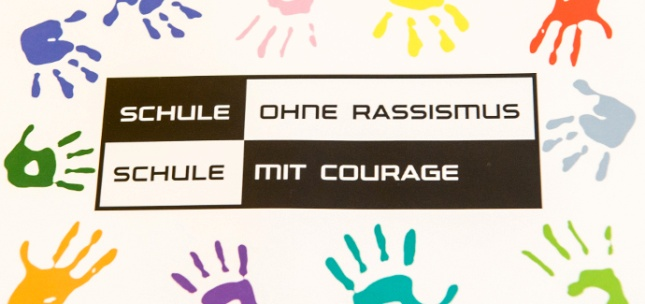 SCHULE OHNE RASSISMUS
SCHULE MIT COURAGE